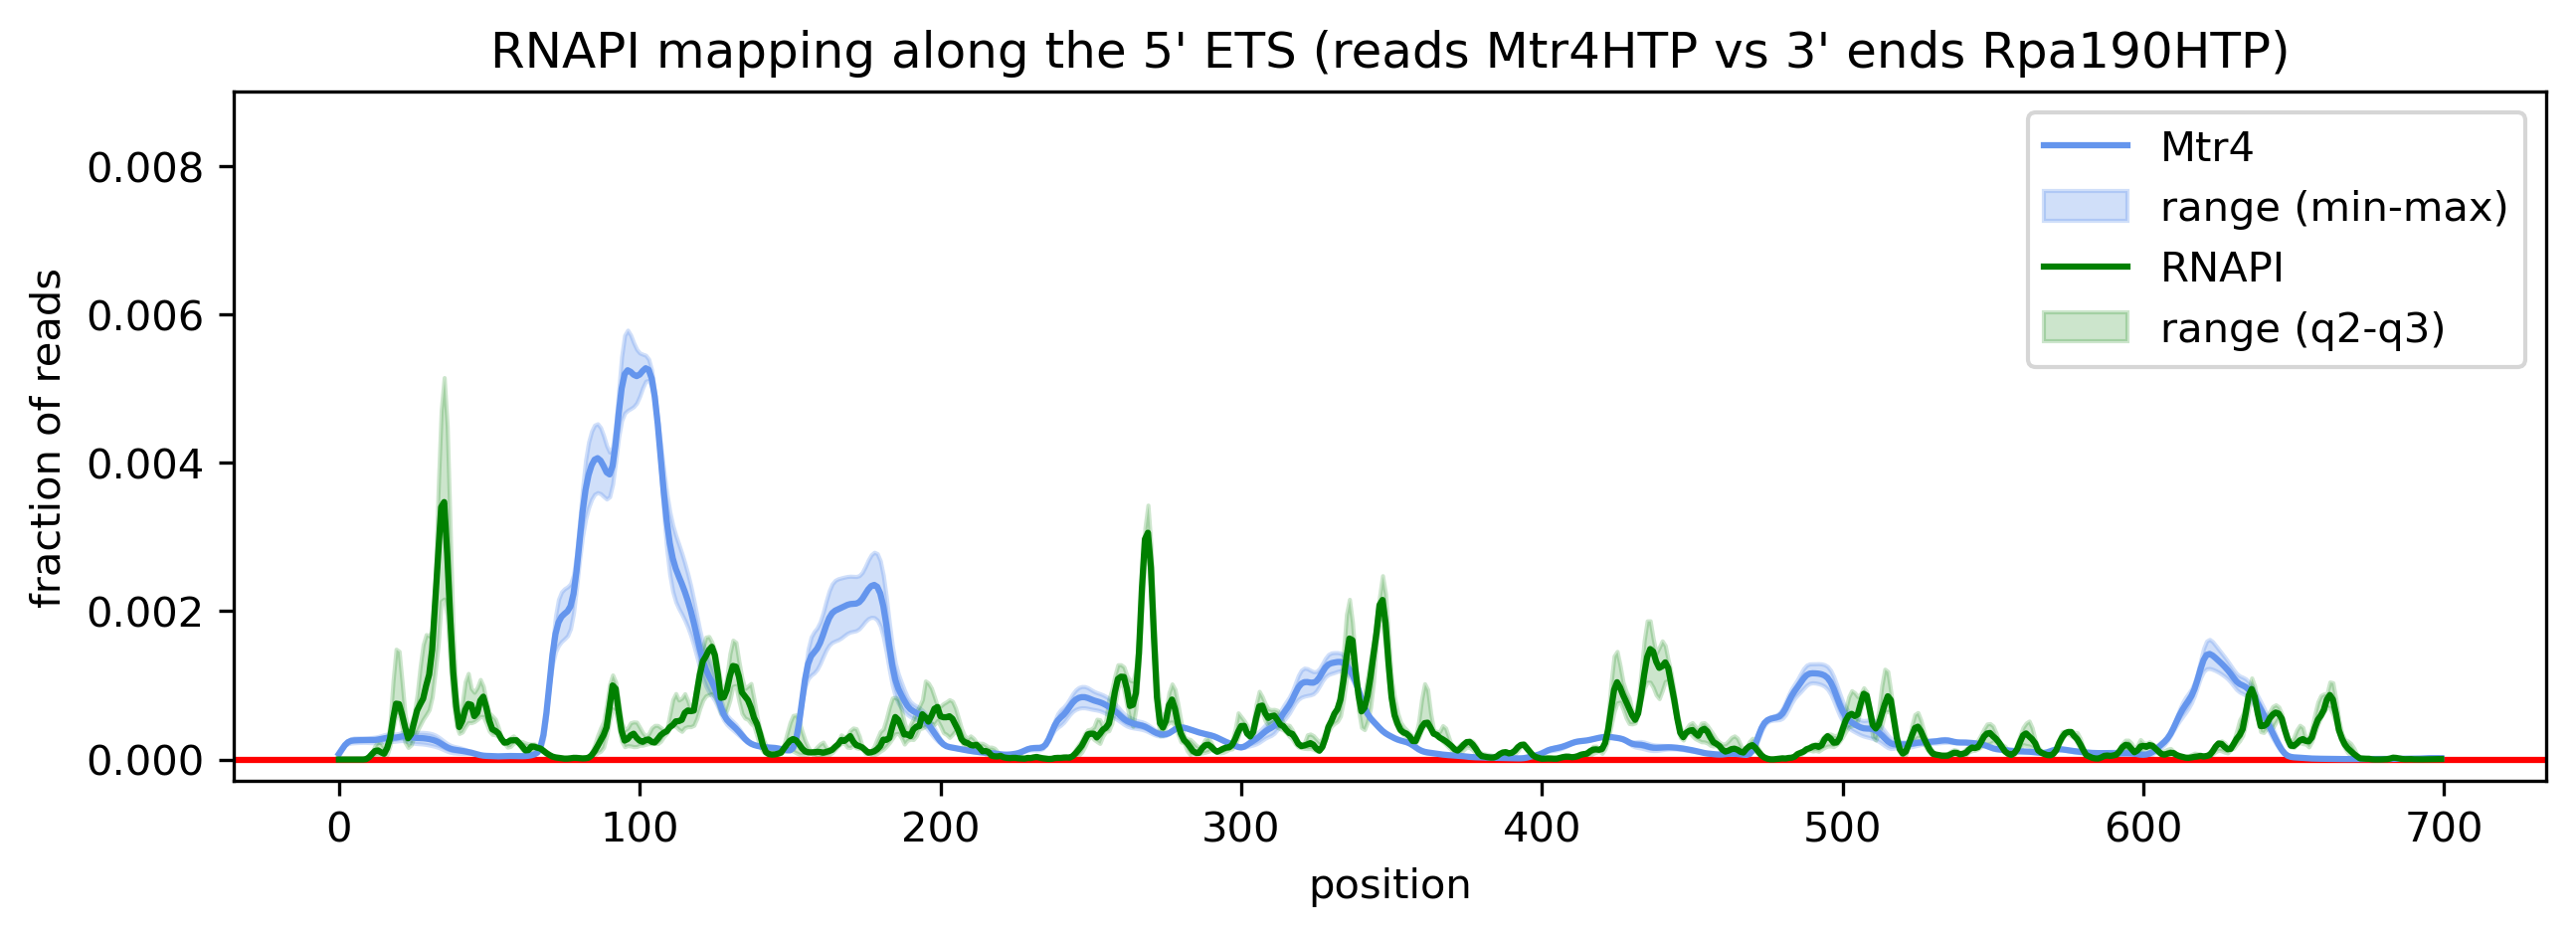 RNAPI mapping along the 5' ETS (reads Mtr4HTP vs 3' ends Rpa190HTP)
Mtr4
range (min-max)
RNAPI
range (q2-q3)
fraction of reads
0.008
0.006
0.004
0.002
0.000
0 100 200 300 400 500 600 700
position